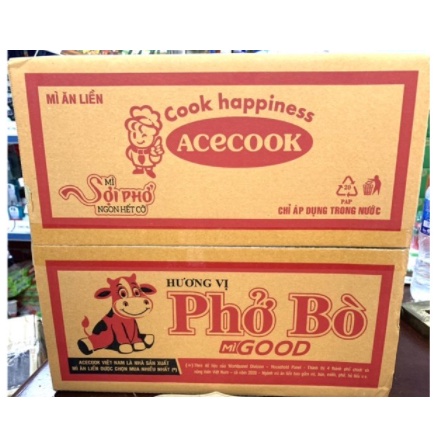 MÌ ĂN LIỀN
Cook happiness
ACECOOK
MÌ
SỢI PHỞ
NGON HẾT CỠ
20
PAP
CHỈ ÁP DỤNG TRONG NƯỚC
HƯƠNG VỊ
Phở Bò
Mì GOOD
ACECOOK VIỆT NAM LÀ NHÀ SẢN XUẤT
MÌ ĂN LIỀN ĐƯỢC CHỌN MUA NHIỀU NHẤT (*)